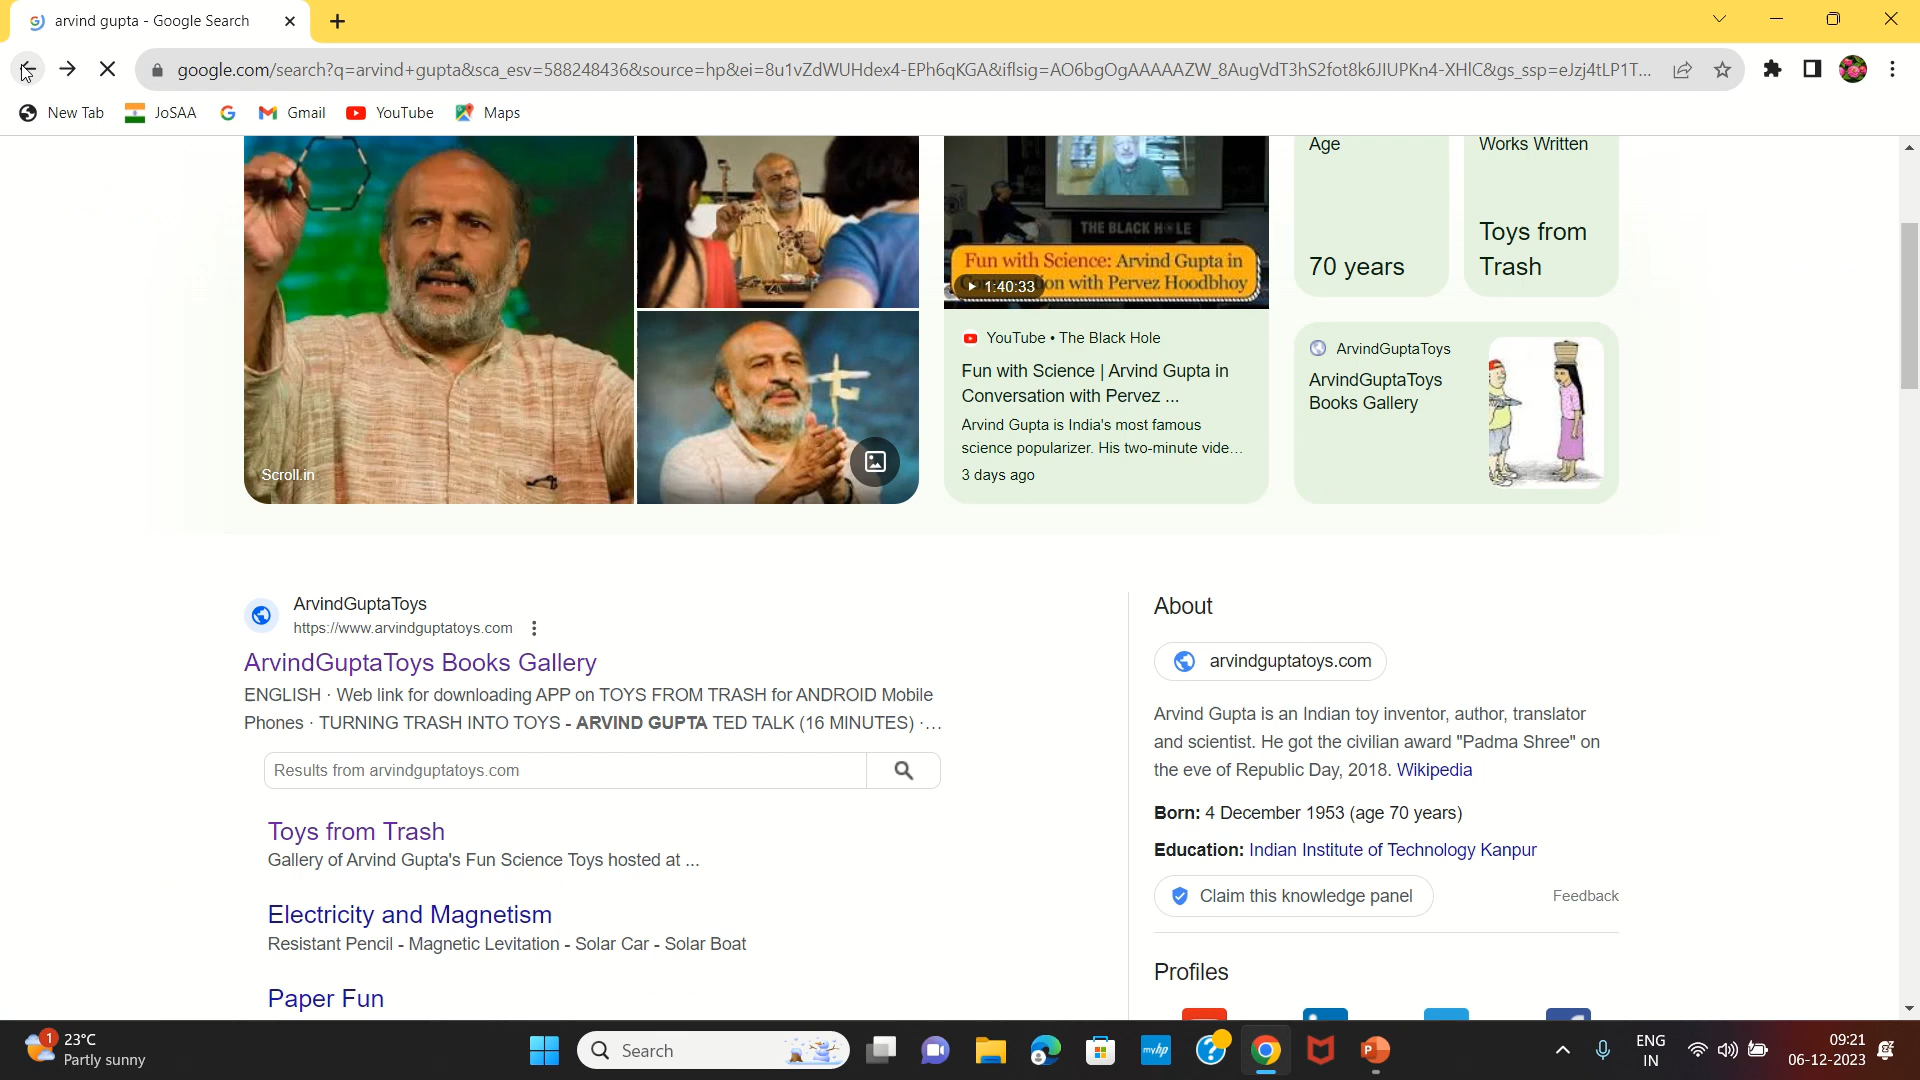 arvind gupta - Google Search
google.com/search?q=arvind+gupta&sca_esv=588248436&source=hp&ei=8u1vZdWUHdex4-EPh6qKGA&iflsig=AO6bgOgAAAAAZW_8AugVdT3hS2fot8k6JIUPKn4-XHlC&gs_ssp=eJzj4tLP1T...
New Tab
JoSAA
Gmail
YouTube
Maps
Scroll.in
THE BLACK HOLE
Fun with Science: Arvind Gupta in
on with Pervez Hoodbhoy
1:40:33
YouTube • The Black Hole
Fun with Science | Arvind Gupta in
Conversation with Pervez ...
Arvind Gupta is India's most famous
science popularizer. His two-minute vide...
3 days ago
Age
70 years
Works Written
Toys from
Trash
ArvindGuptaToys
ArvindGuptaToys
Books Gallery
ArvindGuptaToys
https://www.arvindguptatoys.com
ArvindGuptaToys Books Gallery
ENGLISH · Web link for downloading APP on TOYS FROM TRASH for ANDROID Mobile
Phones · TURNING TRASH INTO TOYS - ARVIND GUPTA TED TALK (16 MINUTES) ·...
Results from arvindguptatoys.com
Toys from Trash
Gallery of Arvind Gupta's Fun Science Toys hosted at ...
Electricity and Magnetism
Resistant Pencil - Magnetic Levitation - Solar Car - Solar Boat
Paper Fun
About
arvindguptatoys.com
Arvind Gupta is an Indian toy inventor, author, translator
and scientist. He got the civilian award "Padma Shree" on
the eve of Republic Day, 2018. Wikipedia
Born: 4 December 1953 (age 70 years)
Education: Indian Institute of Technology Kanpur
Claim this knowledge panel
Feedback
Profiles
1
23°C
Partly sunny
Search
myhp
ENG
IN
09:21
06-12-2023